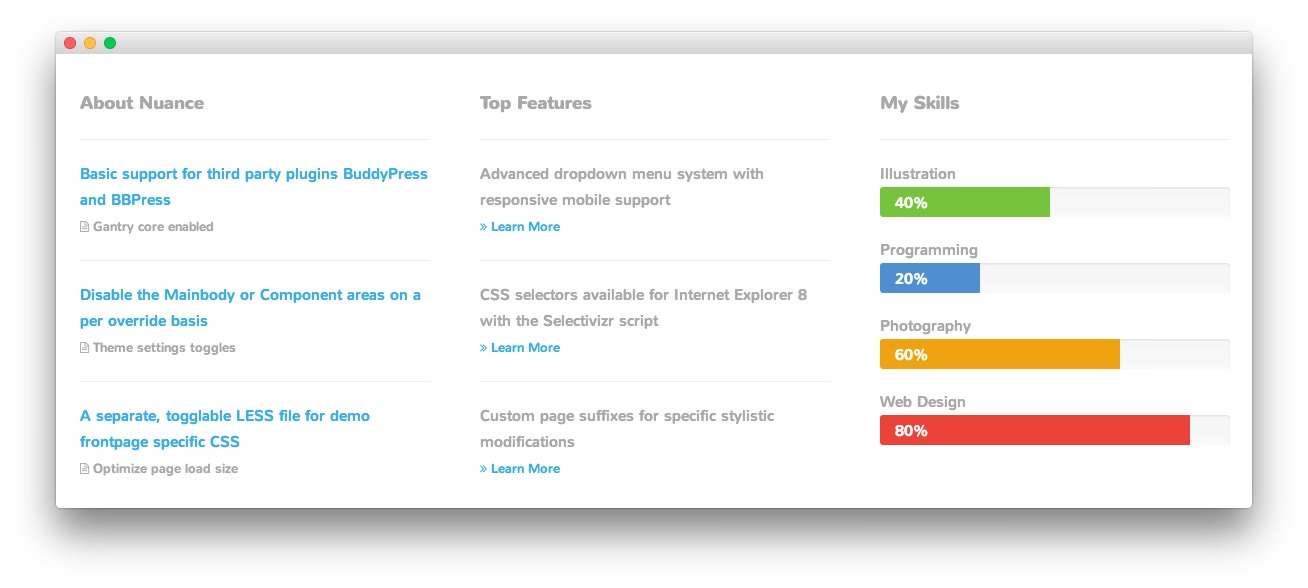 About Nuance
Basic support for third party plugins BuddyPress
and BBPress
Gantry core enabled
Disable the Mainbody or Component areas on a
per override basis
Theme settings toggles
A separate, togglable LESS file for demo
frontpage specific CSS
Optimize page load size
Top Features
Advanced dropdown menu system with
responsive mobile support
» Learn More
CSS selectors available for Internet Explorer 8
with the Selectivizr script
» Learn More
Custom page suffixes for specific stylistic
modifications
» Learn More
My Skills
Illustration
40%
Programming
20%
Photography
60%
Web Design
80%